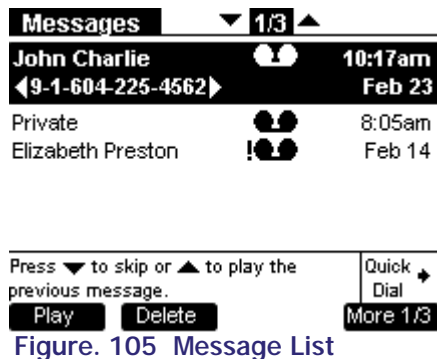 Messages 1/3
John Charlie 10:17am
9-1-604-225-4562 Feb 23
Private 8:05am
Elizabeth Preston ! Feb 14
Press ▼ to skip or ▲ to play the
previous message.
Quick
Dial
Play Delete More 1/3
Figure. 105 Message List